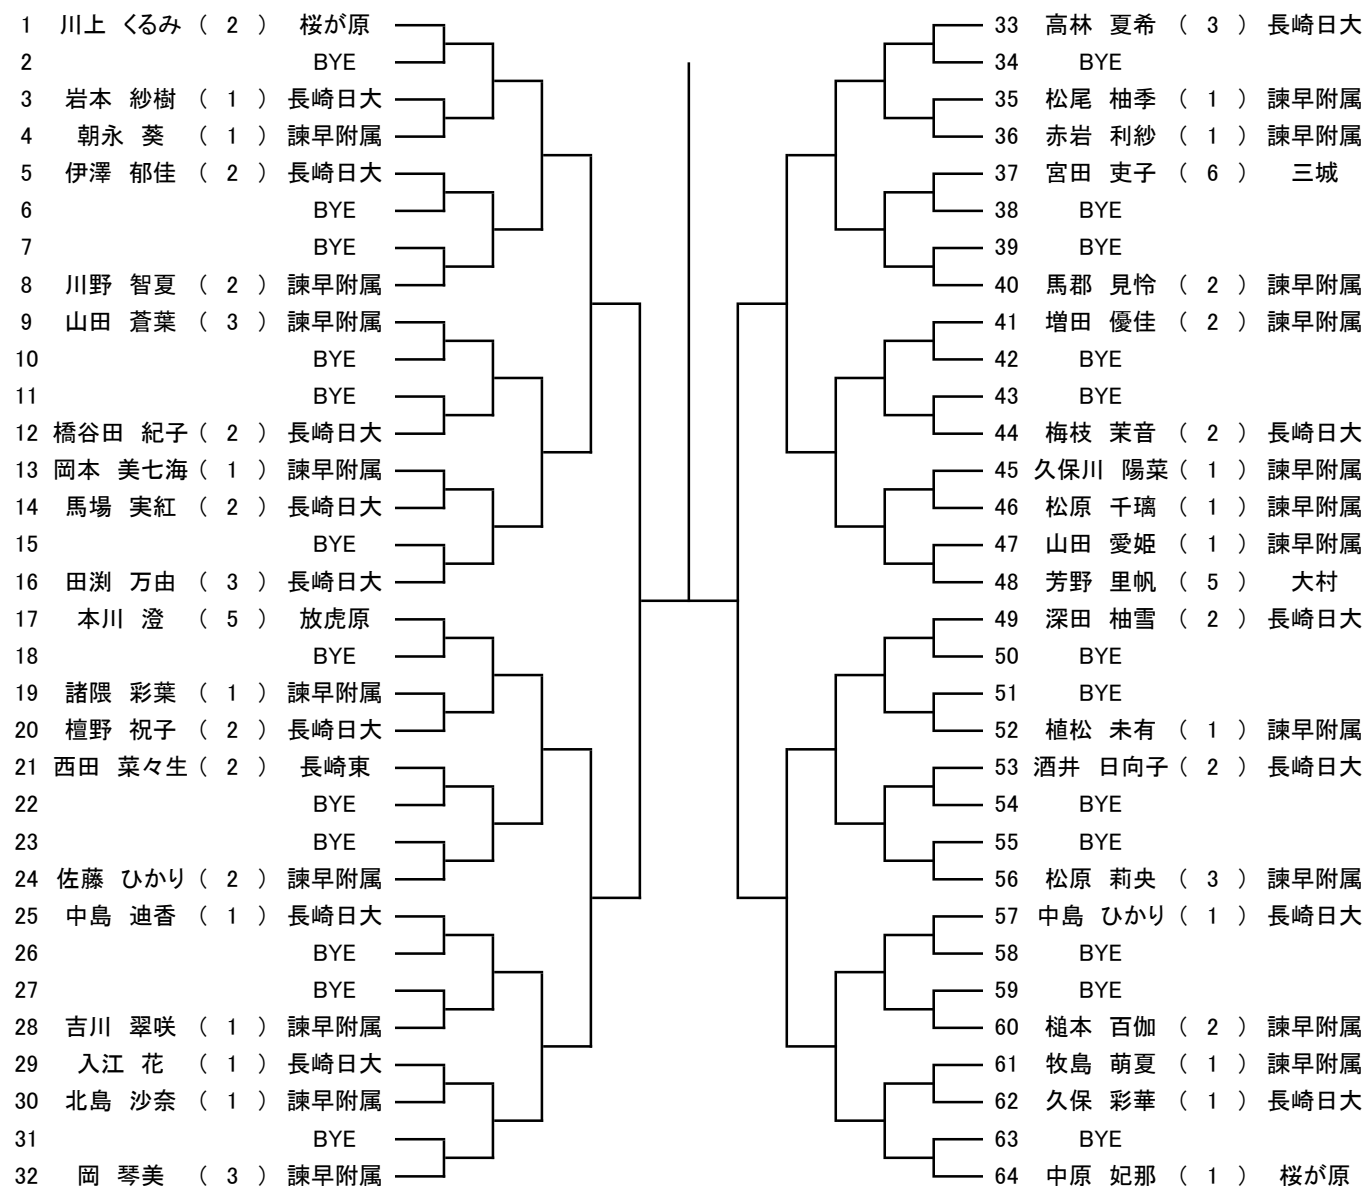 1 川上 くるみ ( 2 ) 桜が原
2 BYE
3 岩本 紗樹 ( 1 ) 長崎日大
4 朝永 葵 ( 1 ) 諫早附属
5 伊澤 郁佳 ( 2 ) 長崎日大
6 BYE
7 BYE
8 川野 智夏 ( 2 ) 諫早附属
9 山田 蒼葉 ( 3 ) 諫早附属
10 BYE
11 BYE
12 橋谷田 紀子 ( 2 ) 長崎日大
13 岡本 美七海 ( 1 ) 諫早附属
14 馬場 実紅 ( 2 ) 長崎日大
15 BYE
16 田渕 万由 ( 3 ) 長崎日大
17 本川 澄 ( 5 ) 放虎原
18 BYE
19 諸隈 彩葉 ( 1 ) 諫早附属
20 檀野 祝子 ( 2 ) 長崎日大
21 西田 菜々生 ( 2 ) 長崎東
22 BYE
23 BYE
24 佐藤 ひかり ( 2 ) 諫早附属
25 中島 迪香 ( 1 ) 長崎日大
26 BYE
27 BYE
28 吉川 翠咲 ( 1 ) 諫早附属
29 入江 花 ( 1 ) 長崎日大
30 北島 沙奈 ( 1 ) 諫早附属
31 BYE
32 岡 琴美 ( 3 ) 諫早附属
33 高林 夏希 ( 3 ) 長崎日大
34 BYE
35 松尾 柚季 ( 1 ) 諫早附属
36 赤岩 利紗 ( 1 ) 諫早附属
37 宮田 吏子 ( 6 ) 三城
38 BYE
39 BYE
40 馬郡 見怜 ( 2 ) 諫早附属
41 増田 優佳 ( 2 ) 諫早附属
42 BYE
43 BYE
44 梅枝 茉音 ( 2 ) 長崎日大
45 久保川 陽菜 ( 1 ) 諫早附属
46 松原 千璃 ( 1 ) 諫早附属
47 山田 愛姫 ( 1 ) 諫早附属
48 芳野 里帆 ( 5 ) 大村
49 深田 柚雪 ( 2 ) 長崎日大
50 BYE
51 BYE
52 植松 未有 ( 1 ) 諫早附属
53 酒井 日向子 ( 2 ) 長崎日大
54 BYE
55 BYE
56 松原 莉央 ( 3 ) 諫早附属
57 中島 ひかり ( 1 ) 長崎日大
58 BYE
59 BYE
60 槌本 百伽 ( 2 ) 諫早附属
61 牧島 萌夏 ( 1 ) 諫早附属
62 久保 彩華 ( 1 ) 長崎日大
63 BYE
64 中原 妃那 ( 1 ) 桜が原